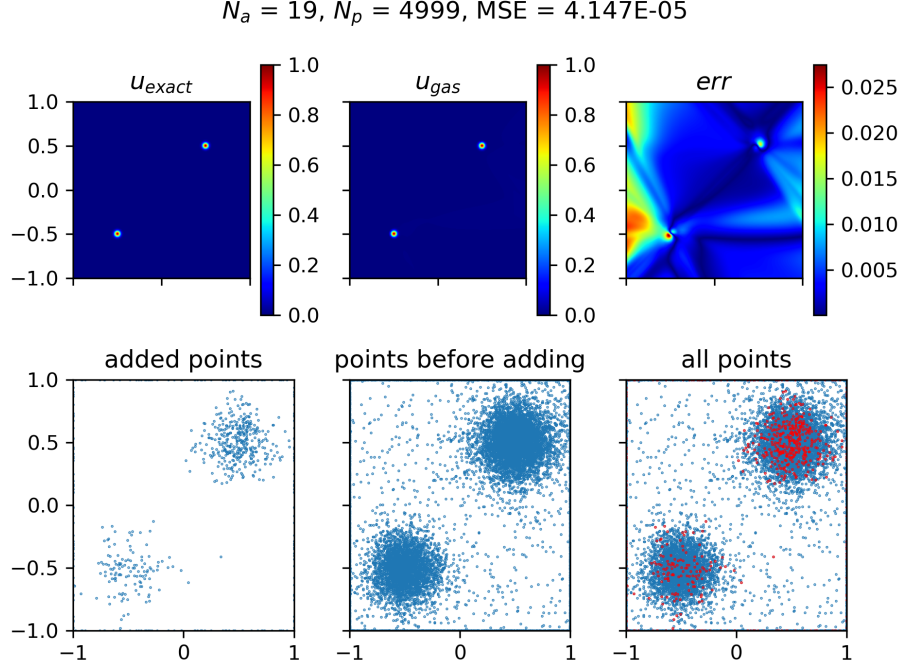 N_a = 19, N_p = 4999, MSE = 4.147E-05
u_exact
u_gas
err
1.0
0.5
0.0
−0.5
−1.0
1.0
0.8
0.6
0.4
0.2
0.0
1.0
0.8
0.6
0.4
0.2
0.0
0.025
0.020
0.015
0.010
0.005
added points
points before adding
all points
1.0
0.5
0.0
−0.5
−1.0
−1 0 1
−1 0 1
−1 0 1